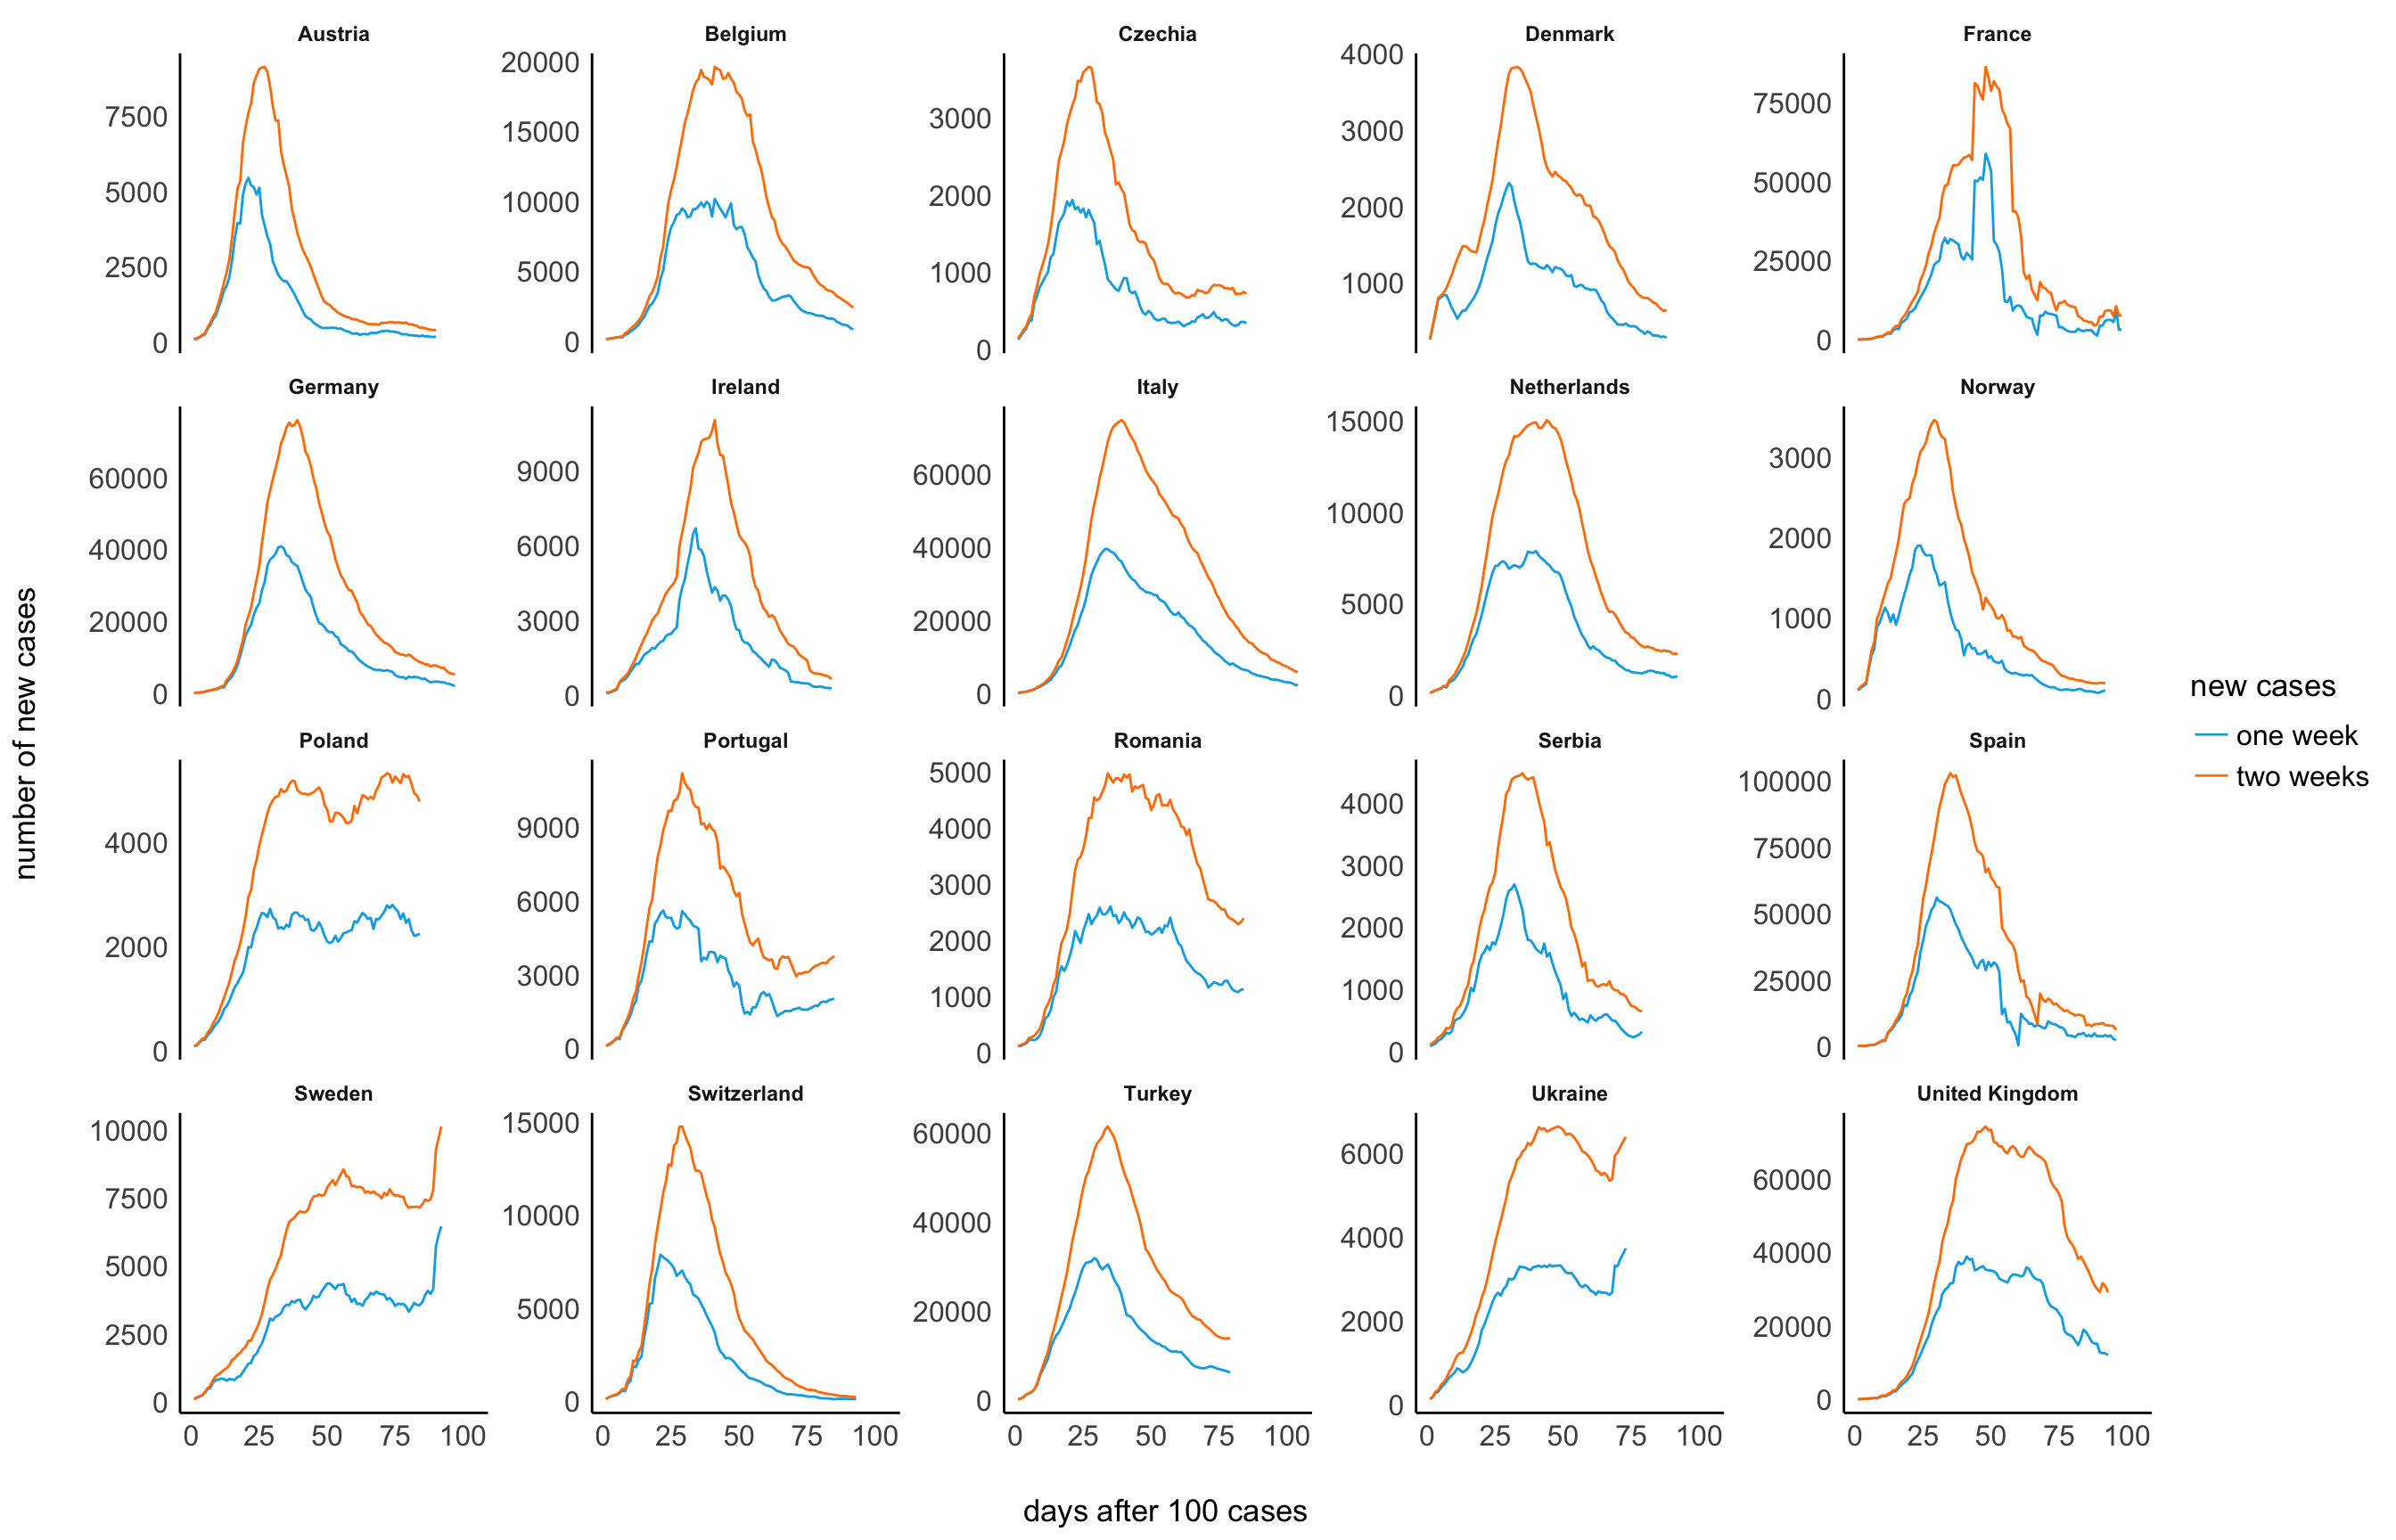 Austria
Belgium
Czechia
Denmark
France
7500
5000
2500
0
20000
15000
10000
5000
0
3000
2000
1000
0
4000
3000
2000
1000
75000
50000
25000
0
Germany
Ireland
Italy
Netherlands
Norway
60000
40000
20000
0
9000
6000
3000
0
60000
40000
20000
0
15000
10000
5000
0
3000
2000
1000
0
Poland
Portugal
Romania
Serbia
Spain
4000
2000
0
9000
6000
3000
0
5000
4000
3000
2000
1000
0
4000
3000
2000
1000
0
100000
75000
50000
25000
0
Sweden
Switzerland
Turkey
Ukraine
United Kingdom
10000
7500
5000
2500
0
15000
10000
5000
0
60000
40000
20000
0
6000
4000
2000
0
60000
40000
20000
0
0 25 50 75 100
0 25 50 75 100
0 25 50 75 100
0 25 50 75 100
0 25 50 75 100
days after 100 cases
number of new cases
new cases
one week
two weeks